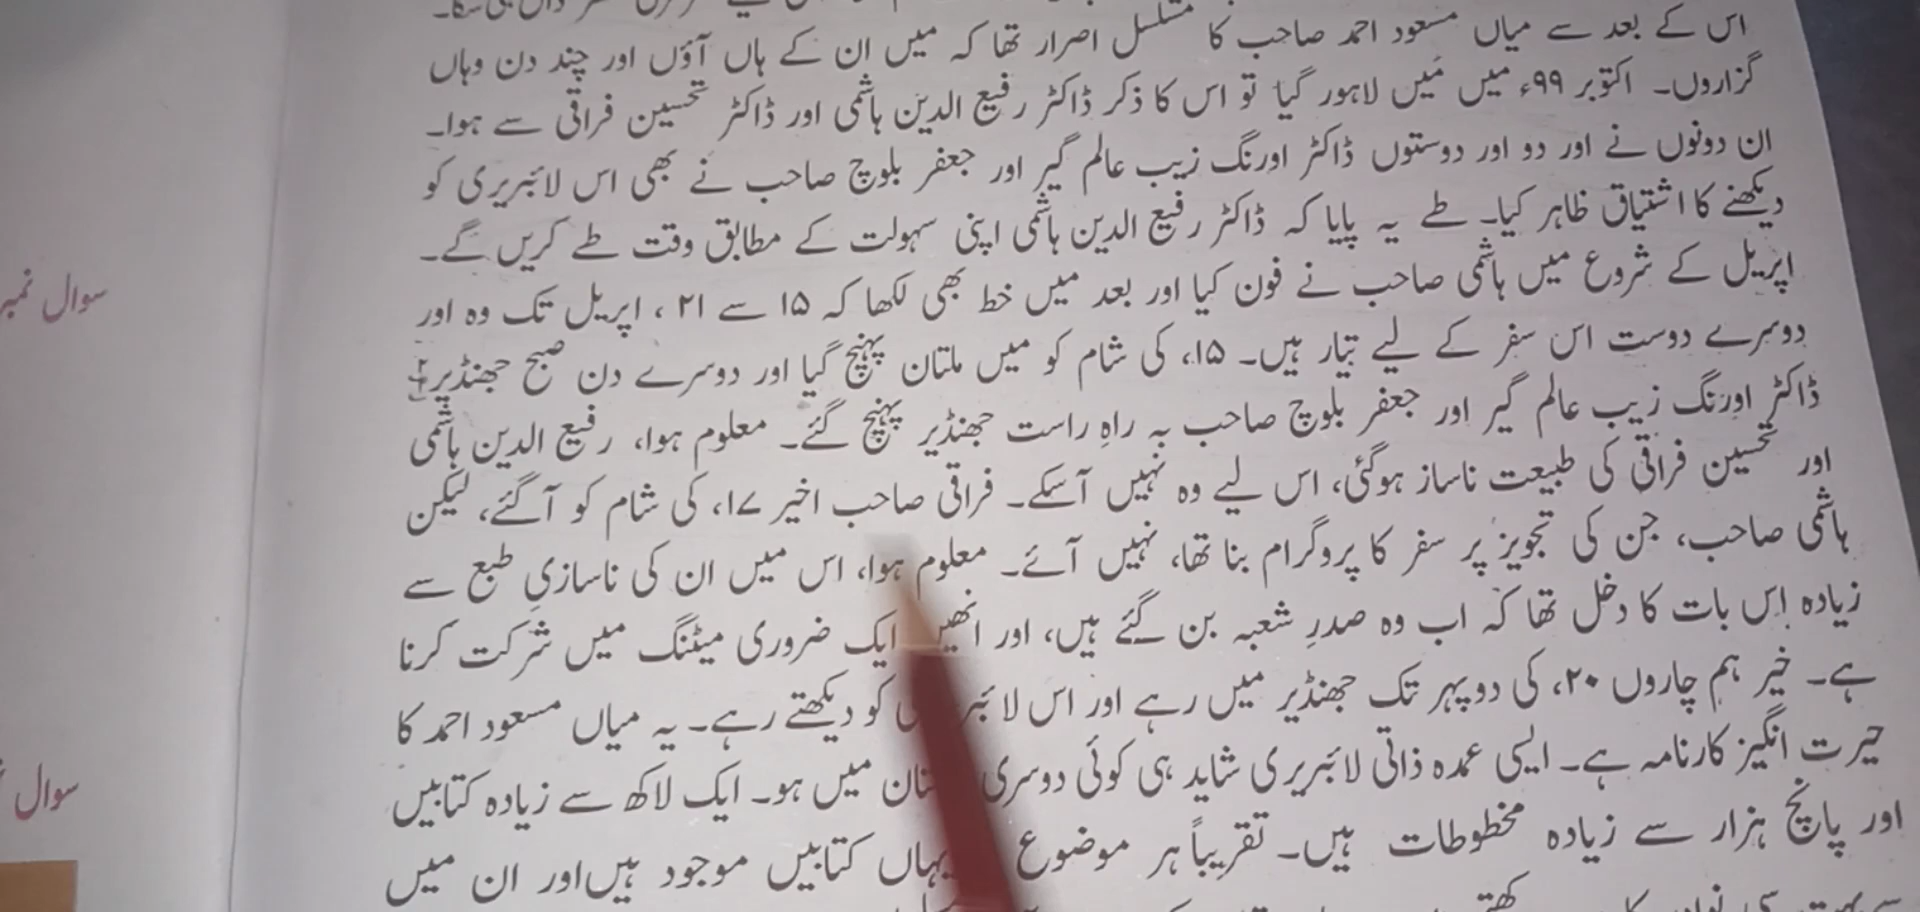 اس کے بعد سے میاں مسعود احمد صاحب کا مسلسل اصرار تھا کہ میں ان کے ہاں آؤں اور چند دن وہاں
گزاروں۔ اکتوبر ۹۹ء میں مَیں لاہور گیا تو اس کا ذکر ڈاکٹر رفیع الدین ہاشمی اور ڈاکٹر تحسین فراقی سے ہوا۔
ان دونوں نے اور دو اور دوستوں ڈاکٹر اورنگ زیب عالم گیر اور جعفر بلوچ صاحب نے بھی اس لائبریری کو
دیکھنے کا اشتیاق ظاہر کیا۔ طے یہ پایا کہ ڈاکٹر رفیع الدین ہاشمی اپنی سہولت کے مطابق وقت طے کریں گے۔
اپریل کے شروع میں ہاشمی صاحب نے فون کیا اور بعد میں خط بھی لکھا کہ ۱۵ سے ۲۱، اپریل تک وہ اور
دوسرے دوست اس سفر کے لیے تیار ہیں۔ ۱۵، کی شام کو میں ملتان پہنچ گیا اور دوسرے دن صبح جھنڈیر؂۲
ڈاکٹر اورنگ زیب عالم گیر اور جعفر بلوچ صاحب بہ راہِ راست جھنڈیر پہنچ گئے۔ معلوم ہوا، رفیع الدین ہاشمی
اور تحسین فراقی کی طبیعت ناساز ہوگئی، اس لیے وہ نہیں آسکے۔ فراقی صاحب اخیر ۱۷، کی شام کو آگئے، لیکن
ہاشمی صاحب، جن کی تجویز پر سفر کا پروگرام بنا تھا، نہیں آئے۔ معلوم ہوا، اس میں ان کی ناسازیِ طبع سے
زیادہ اِس بات کا دخل تھا کہ اب وہ صدرِ شعبہ بن گئے ہیں، اور انھیں ایک ضروری میٹنگ میں شرکت کرنا
ہے۔ خیر ہم چاروں ۲۰، کی دوپہر تک جھنڈیر میں رہے اور اس کو دیکھتے رہے۔ یہ میاں مسعود احمد کا
حیرت انگیز کارنامہ ہے۔ ایسی عمدہ ذاتی لائبریری شاید ہی کوئی دوسری میں ہو۔ ایک لاکھ سے زیادہ کتابیں
اور پانچ ہزار سے زیادہ مخطوطات ہیں۔ تقریباً ہر موضوع یہاں کتابیں موجود ہیں اور ان میں
سوال نمبر
سوال